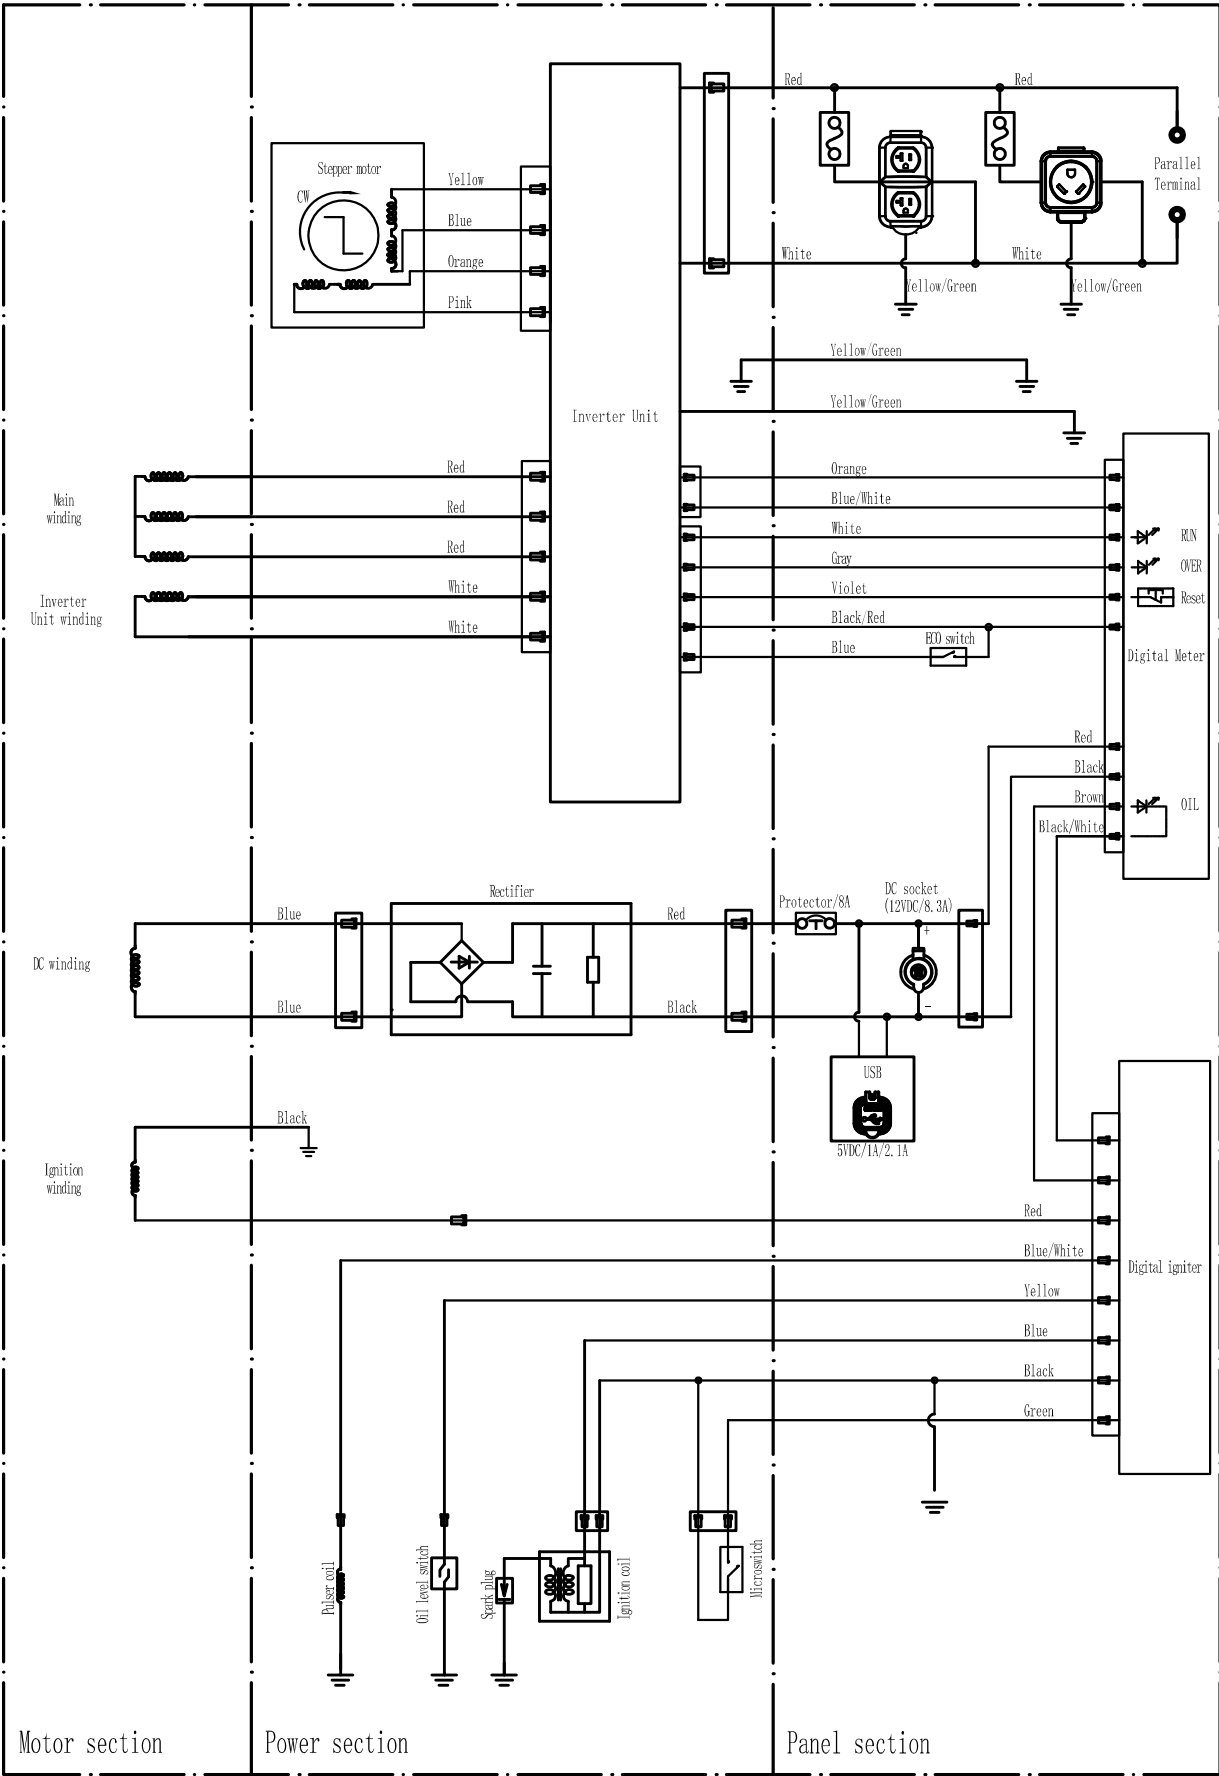 Red
Red
Parallel
Terminal
White
White
Yellow/Green
Yellow/Green
Stepper motor
CW
Yellow
Blue
Orange
Pink
Inverter Unit
Yellow/Green
Yellow/Green
Main
winding
Red
Red
Red
Inverter
Unit winding
White
White
Orange
Blue/White
White
Gray
Violet
Black/Red
Blue
ECO switch
RUN
OVER
Reset
Digital Meter
Red
Black
Brown
Black/White
OIL
DC winding
Blue
Blue
Rectifier
Red
Black
Protector/8A
DC socket
(12VDC/8.3A)
+
-
USB
5VDC/1A/2.1A
Ignition
winding
Black
Red
Blue/White
Yellow
Blue
Black
Green
Digital igniter
Pulser coil
Oil level switch
Spark plug
Ignition coil
Microswitch
Motor section
Power section
Panel section